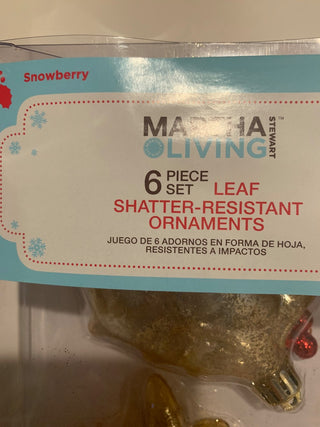 Snowberry
MARTHA
STEWART™
LIVING
6 PIECE
SET LEAF
SHATTER-RESISTANT
ORNAMENTS
JUEGO DE 6 ADORNOS EN FORMA DE HOJA,
RESISTENTES A IMPACTOS